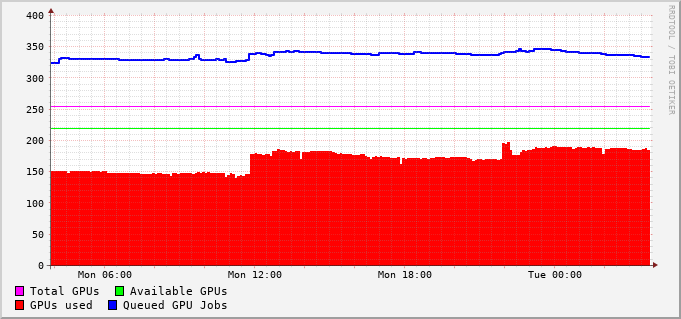 400
350
300
250
200
150
100
50
0
Mon 06:00 Mon 12:00 Mon 18:00 Tue 00:00
Total GPUs Available GPUs
GPUs used Queued GPU Jobs
RRDTOOL / TOBI OETIKER